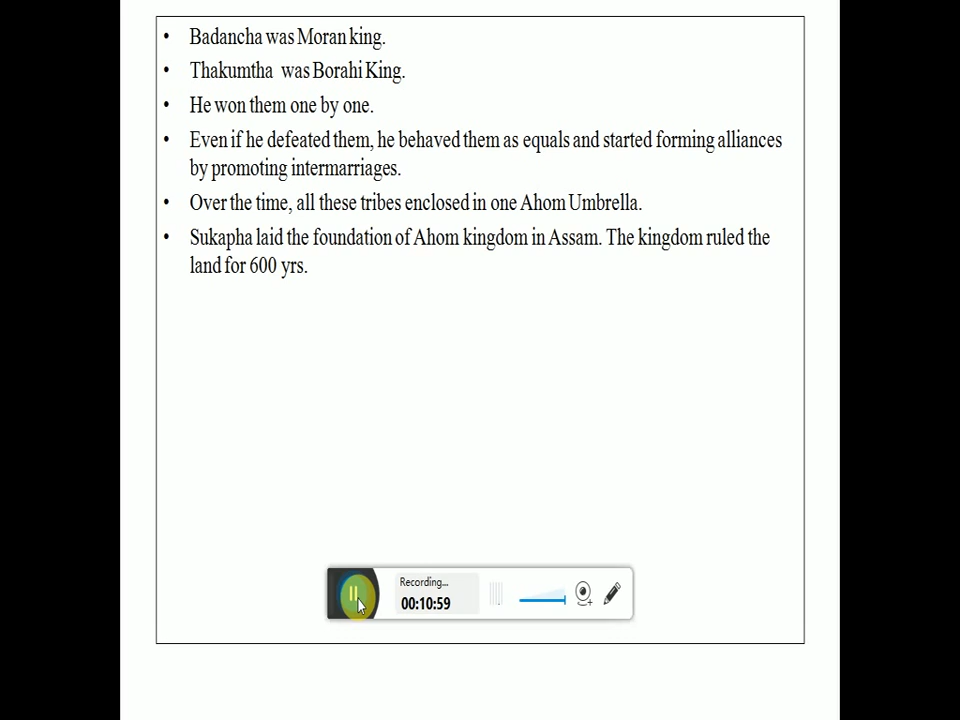 • Badancha was Moran king.
• Thakumtha was Borahi King.
• He won them one by one.
• Even if he defeated them, he behaved them as equals and started forming alliances
by promoting intermarriages.
• Over the time, all these tribes enclosed in one Ahom Umbrella.
• Sukapha laid the foundation of Ahom kingdom in Assam. The kingdom ruled the
land for 600 yrs.
Recording...
00:10:59